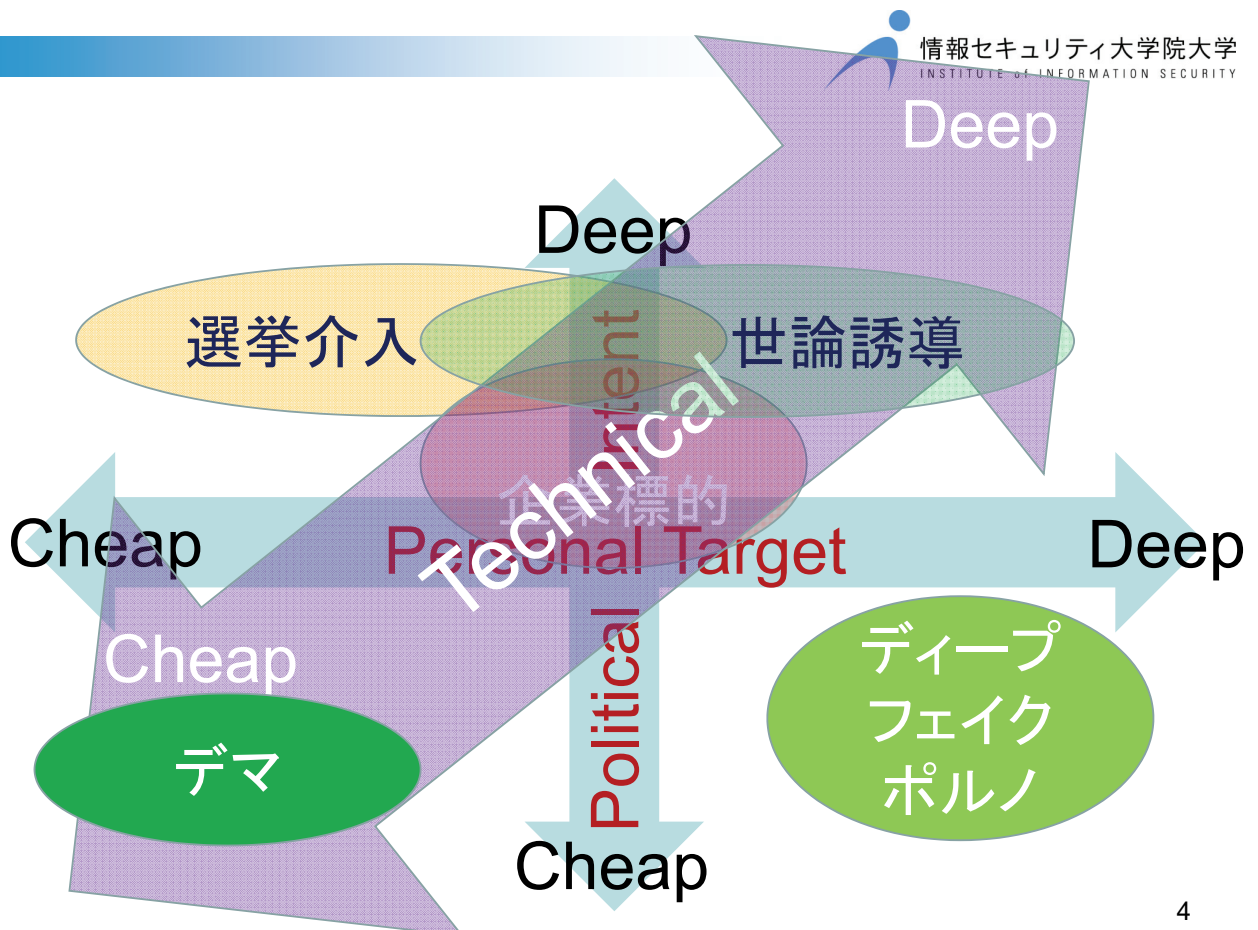 情報セキュリティ大学院大学
INSTITUTE of INFORMATION SECURITY
Deep
Deep
選挙介入
世論誘導
Political Intent
Technical
企業標的
Cheap
Personal Target
Deep
Cheap
デマ
ディープ
フェイク
ポルノ
Cheap
4